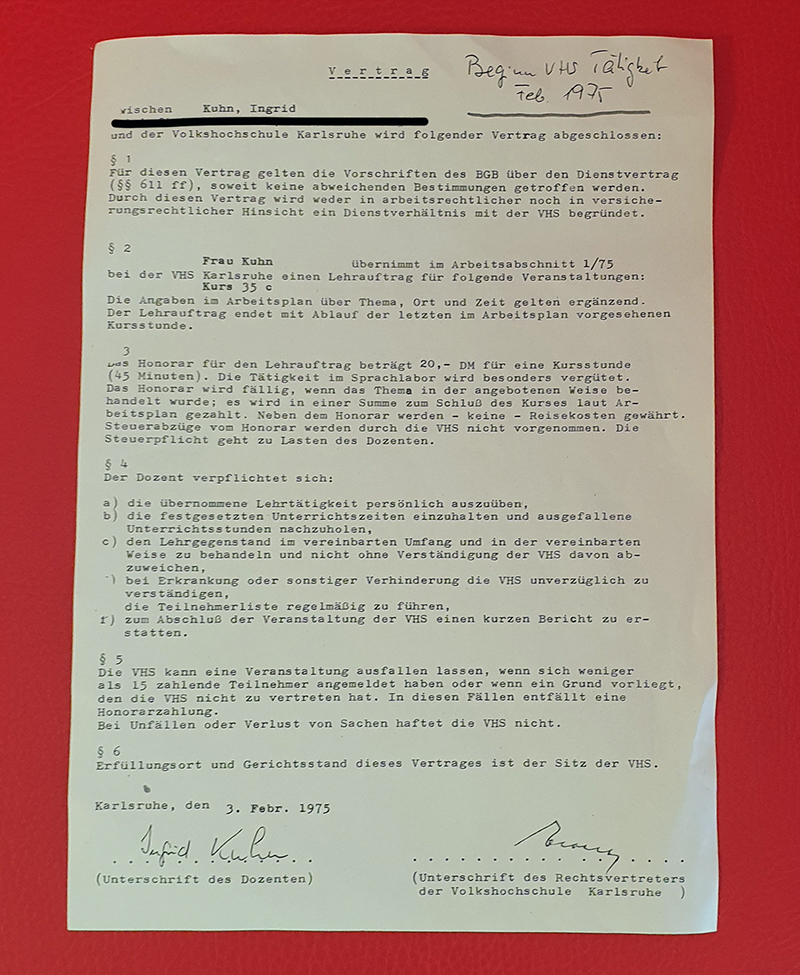 Vertrag
Beginn VHS Tätigkeit
Feb. 1975
wischen Kuhn, Ingrid
und der Volkshochschule Karlsruhe wird folgender Vertrag abgeschlossen:
§ 1
Für diesen Vertrag gelten die Vorschriften des BGB über den Dienstvertrag
(§§ 611 ff), soweit keine abweichenden Bestimmungen getroffen werden.
Durch diesen Vertrag wird weder in arbeitsrechtlicher noch in versiche-
rungsrechtlicher Hinsicht ein Dienstverhältnis mit der VHS begründet.
§ 2
Frau Kuhn übernimmt im Arbeitsabschnitt 1/75
bei der VHS Karlsruhe einen Lehrauftrag für folgende Veranstaltungen:
Kurs 35 c
Die Angaben im Arbeitsplan über Thema, Ort und Zeit gelten ergänzend.
Der Lehrauftrag endet mit Ablauf der letzten im Arbeitsplan vorgesehenen
Kursstunde.
3
Das Honorar für den Lehrauftrag beträgt 20,- DM für eine Kursstunde
(45 Minuten). Die Tätigkeit im Sprachlabor wird besonders vergütet.
Das Honorar wird fällig, wenn das Thema in der angebotenen Weise be-
handelt wurde; es wird in einer Summe zum Schluß des Kurses laut Ar-
beitsplan gezahlt. Neben dem Honorar werden - keine - Reisekosten gewährt.
Steuerabzüge vom Honorar werden durch die VHS nicht vorgenommen. Die
Steuerpflicht geht zu Lasten des Dozenten.
§ 4
Der Dozent verpflichtet sich:
a) die übernommene Lehrtätigkeit persönlich auszuüben,
b) die festgesetzten Unterrichtszeiten einzuhalten und ausgefallene
Unterrichtsstunden nachzuholen,
c) den Lehrgegenstand im vereinbarten Umfang und in der vereinbarten
Weise zu behandeln und nicht ohne Verständigung der VHS davon ab-
zuweichen,
) bei Erkrankung oder sonstiger Verhinderung die VHS unverzüglich zu
verständigen,
die Teilnehmerliste regelmäßig zu führen,
f) zum Abschluß der Veranstaltung der VHS einen kurzen Bericht zu er-
statten.
§ 5
Die VHS kann eine Veranstaltung ausfallen lassen, wenn sich weniger
als 15 zahlende Teilnehmer angemeldet haben oder wenn ein Grund vorliegt,
den die VHS nicht zu vertreten hat. In diesen Fällen entfällt eine
Honorarzahlung.
Bei Unfällen oder Verlust von Sachen haftet die VHS nicht.
§ 6
Erfüllungsort und Gerichtsstand dieses Vertrages ist der Sitz der VHS.
Karlsruhe, den 3. Febr. 1975
Ingrid Kuhn
(Unterschrift des Dozenten) (Unterschrift des Rechtsvertreters
der Volkshochschule Karlsruhe )